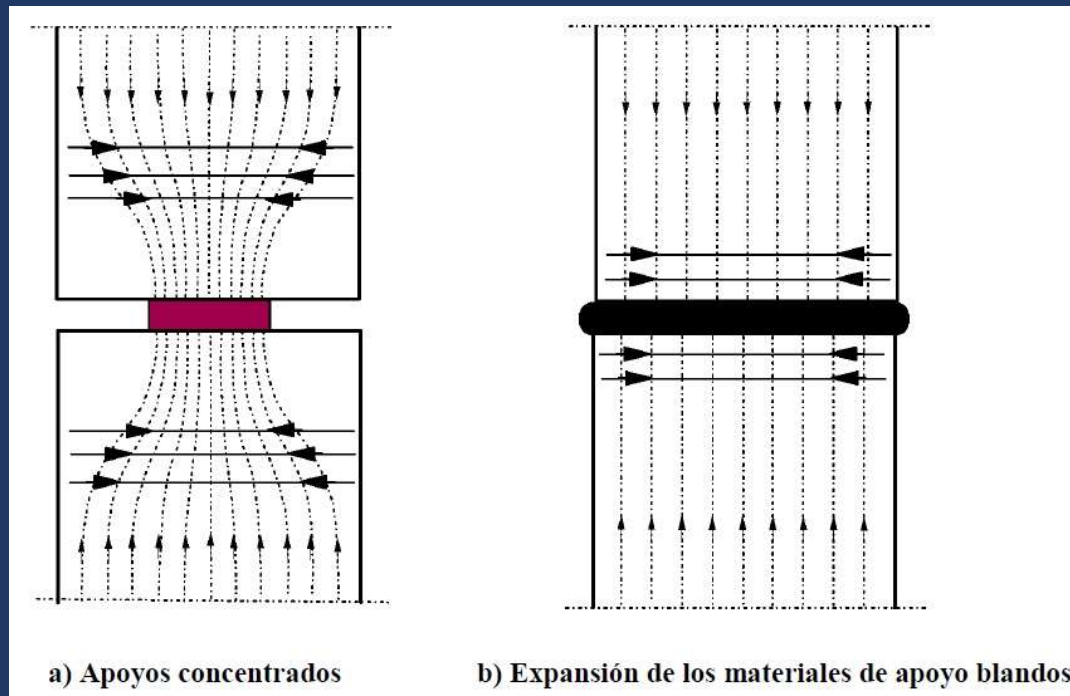 a) Apoyos concentrados
b) Expansión de los materiales de apoyo blandos